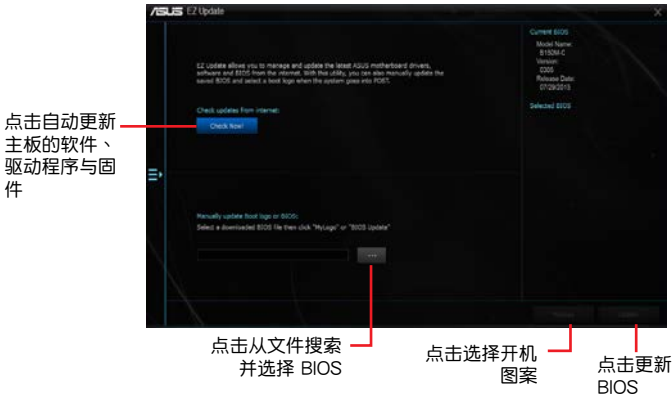 ASUS EZ Update
EZ Update allows you to manage and update the latest ASUS motherboard drivers,
software and BIOS from the internet. With this utility, you can also manually update the
saved BIOS and select a boot logo when the system goes into POST.
Check updates from internet:
Check Now!
Manually update boot logo or BIOS:
Select a downloaded BIOS file then click "MyLogo" or "BIOS Update"
...
Current BIOS
Model Name:
B150M-C
Version:
0305
Release Date:
07/29/2015
Selected BIOS
点击自动更新
主板的软件、
驱动程序与固
件
点击从文件搜索
并选择 BIOS
点击选择开机
图案
点击更新
BIOS